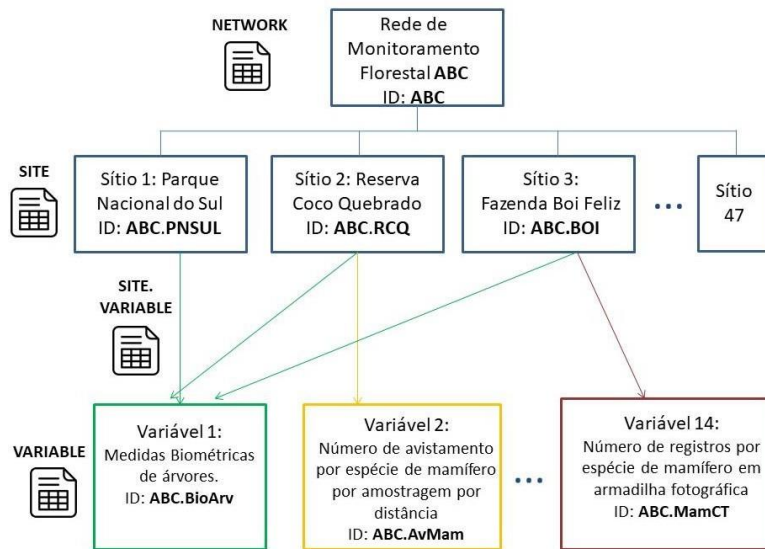 NETWORK
Rede de
Monitoramento
Florestal ABC
ID: ABC
SITE
Sítio 1: Parque
Nacional do Sul
ID: ABC.PNSUL
Sítio 2: Reserva
Coco Quebrado
ID: ABC.RCQ
Sítio 3:
Fazenda Boi Feliz
ID: ABC.BOI
...
Sítio
47
SITE.
VARIABLE
VARIABLE
Variável 1:
Medidas Biométricas
de árvores.
ID: ABC.BioArv
Variável 2:
Número de avistamento
por espécie de mamífero
por amostragem por
distância
ID: ABC.AvMam
...
Variável 14:
Número de registros por
espécie de mamífero em
armadilha fotográfica
ID: ABC.MamCT